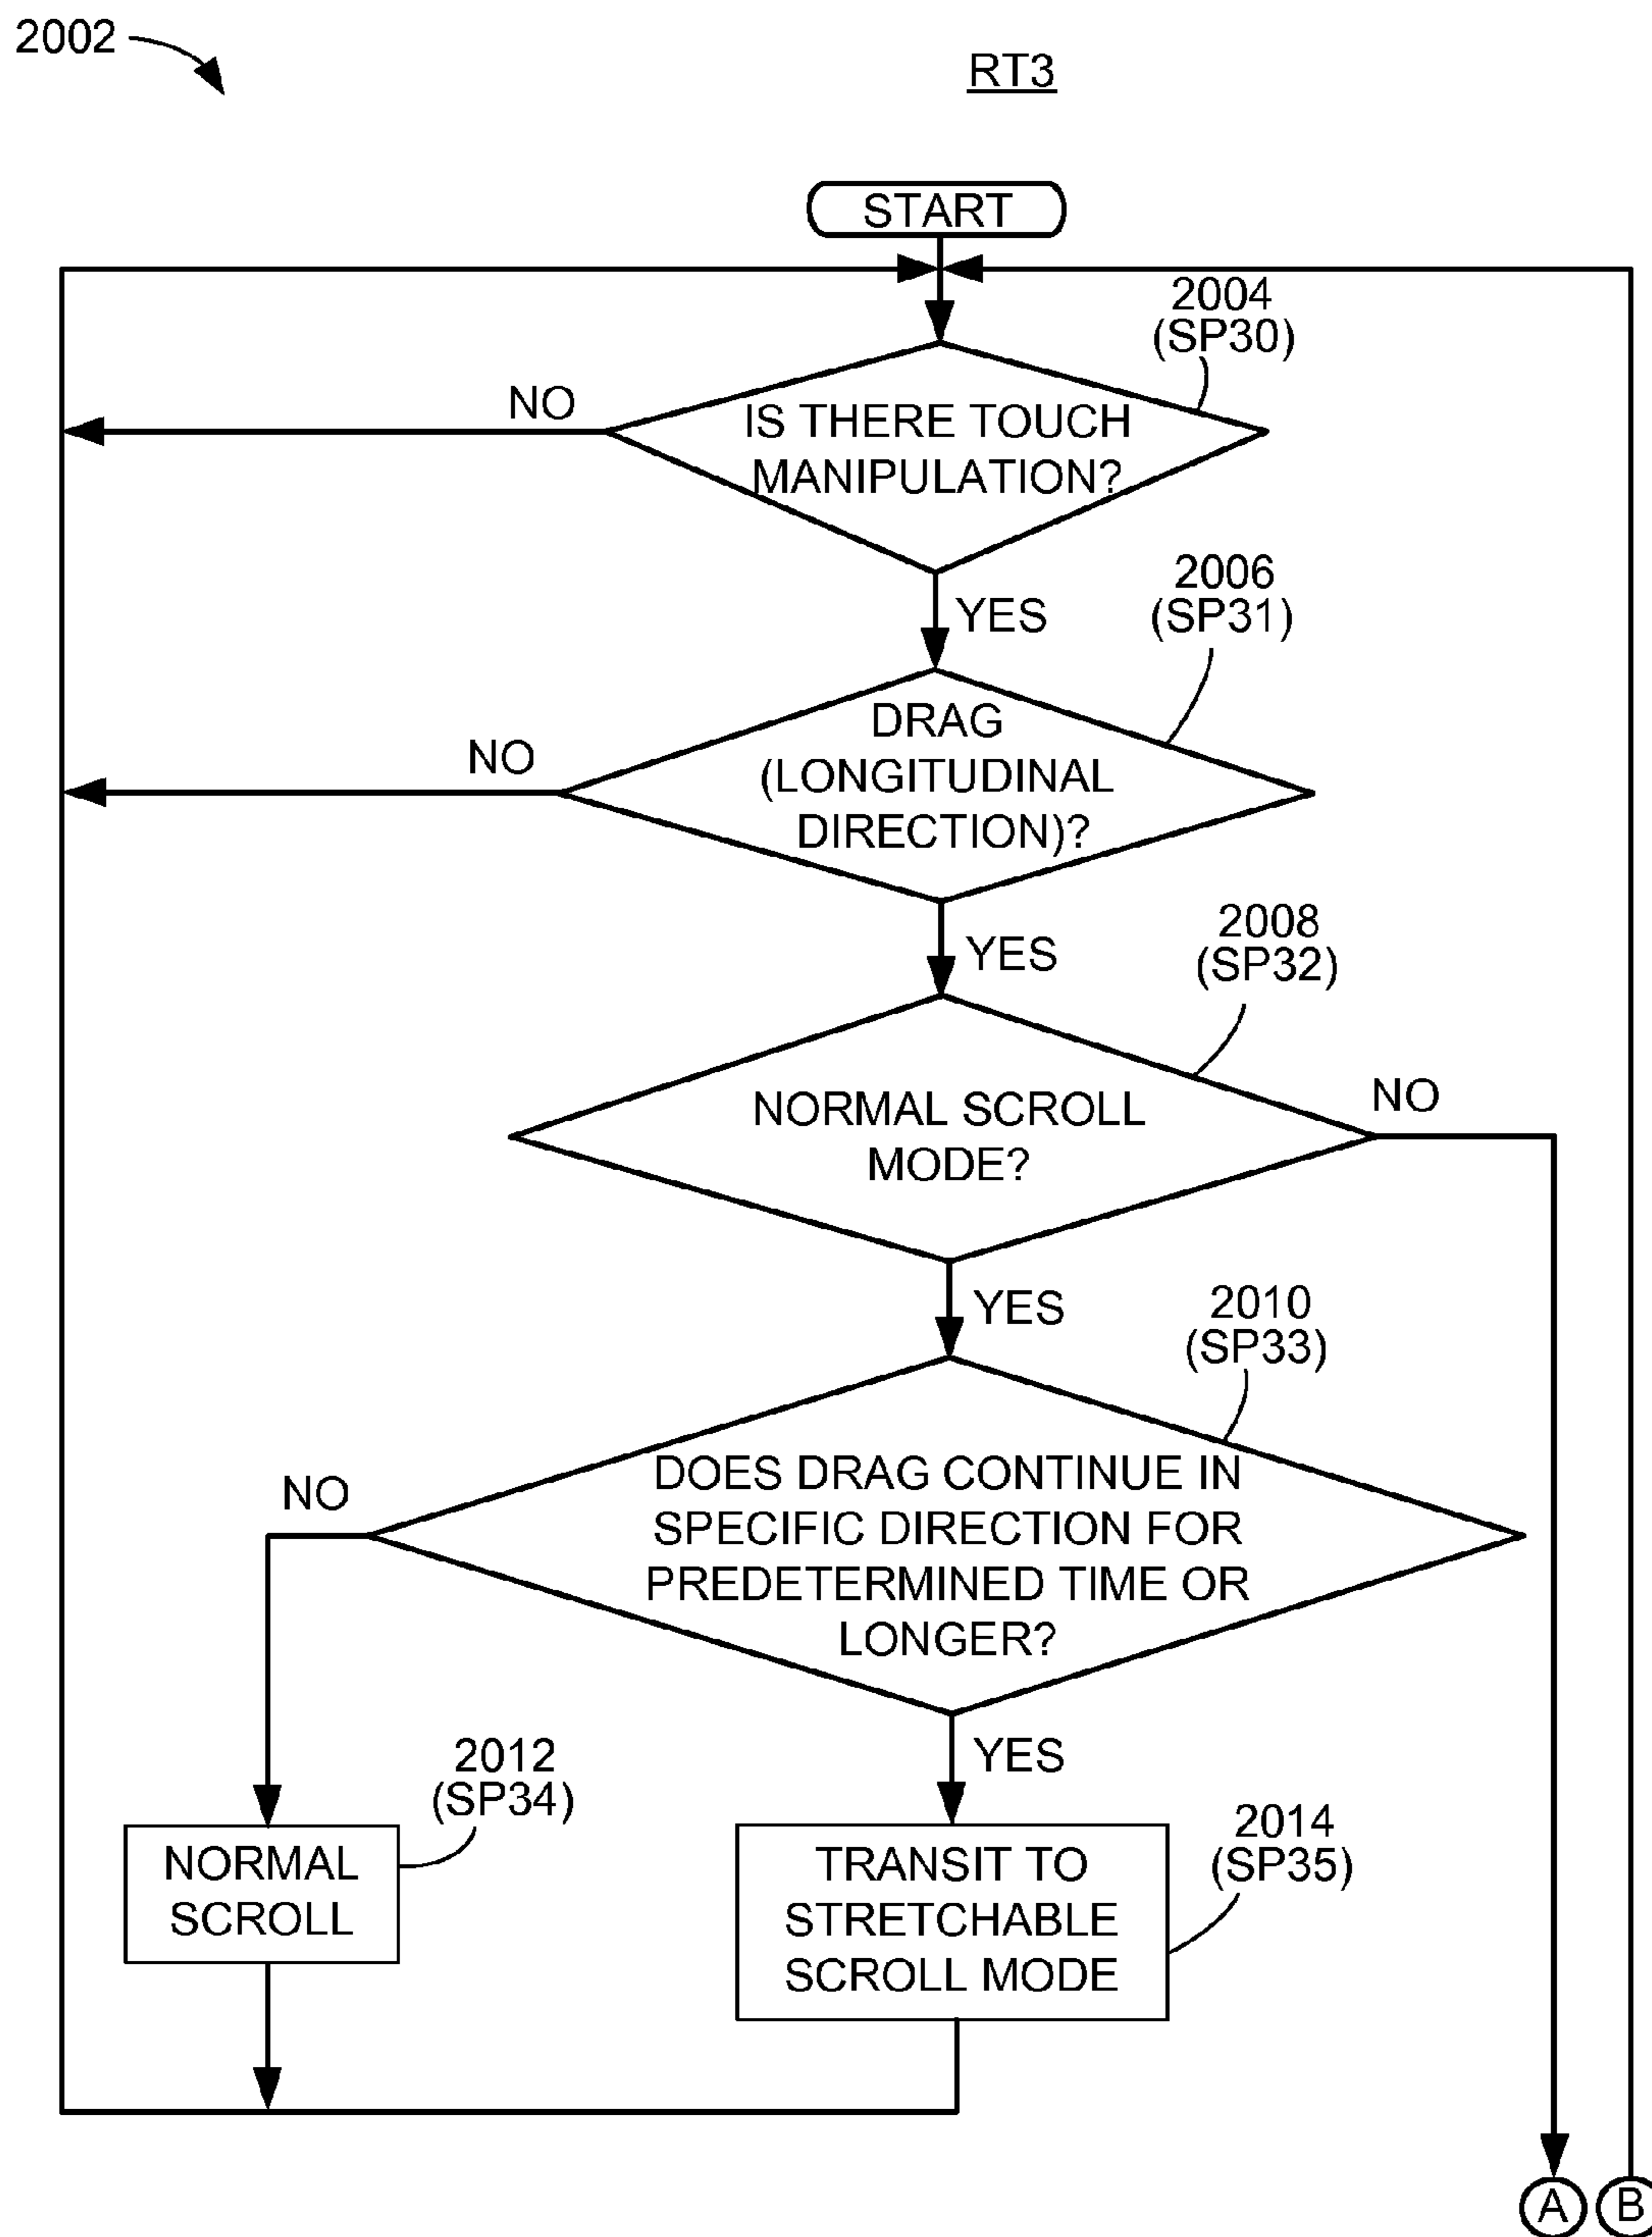 2002
RT3
START
2004
(SP30)
NO
IS THERE TOUCH
MANIPULATION?
2006
(SP31)
YES
DRAG
(LONGITUDINAL
DIRECTION)?
NO
2008
(SP32)
YES
NORMAL SCROLL
MODE?
NO
2010
(SP33)
YES
DOES DRAG CONTINUE IN
SPECIFIC DIRECTION FOR
PREDETERMINED TIME OR
LONGER?
NO
2012
(SP34)
YES
NORMAL
SCROLL
2014
(SP35)
TRANSIT TO
STRETCHABLE
SCROLL MODE
A
B